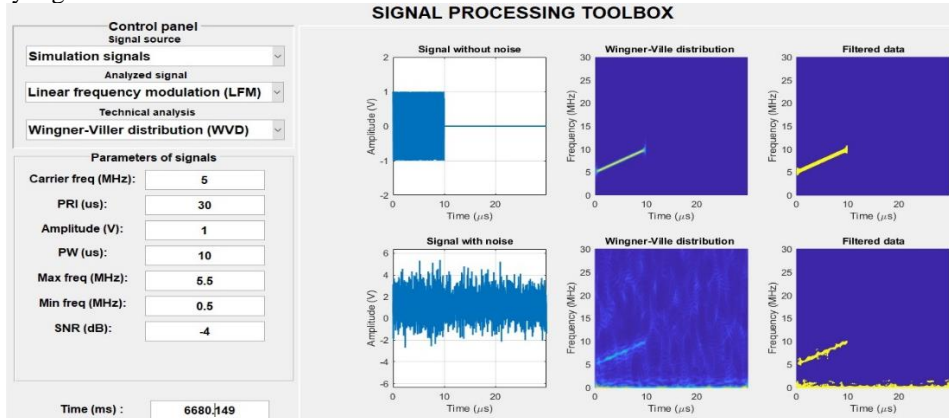 SIGNAL PROCESSING TOOLBOX
Control panel
Signal source
Simulation signals
Analyzed signal
Linear frequency modulation (LFM)
Technical analysis
Wingner-Viller distribution (WVD)
Parameters of signals
Carrier freq (MHz): 5
PRI (us): 30
Amplitude (V): 1
PW (us): 10
Max freq (MHz): 5.5
Min freq (MHz): 0.5
SNR (dB): -4
Time (ms) : 6680.149
Signal without noise
Amplitude (V)
2
1
0
-1
-2
0 10 20
Time (μs)
Wingner-Ville distribution
Frequency (MHz)
30
25
20
15
10
5
0
0 10 20
Time (μs)
Filtered data
Frequency (MHz)
30
25
20
15
10
5
0
0 10 20
Time (μs)
Signal with noise
Amplitude (V)
6
4
2
0
-2
-4
-6
0 10 20
Time (μs)
Wingner-Ville distribution
Frequency (MHz)
30
25
20
15
10
5
0
0 10 20
Time (μs)
Filtered data
Frequency (MHz)
30
25
20
15
10
5
0
0 10 20
Time (μs)